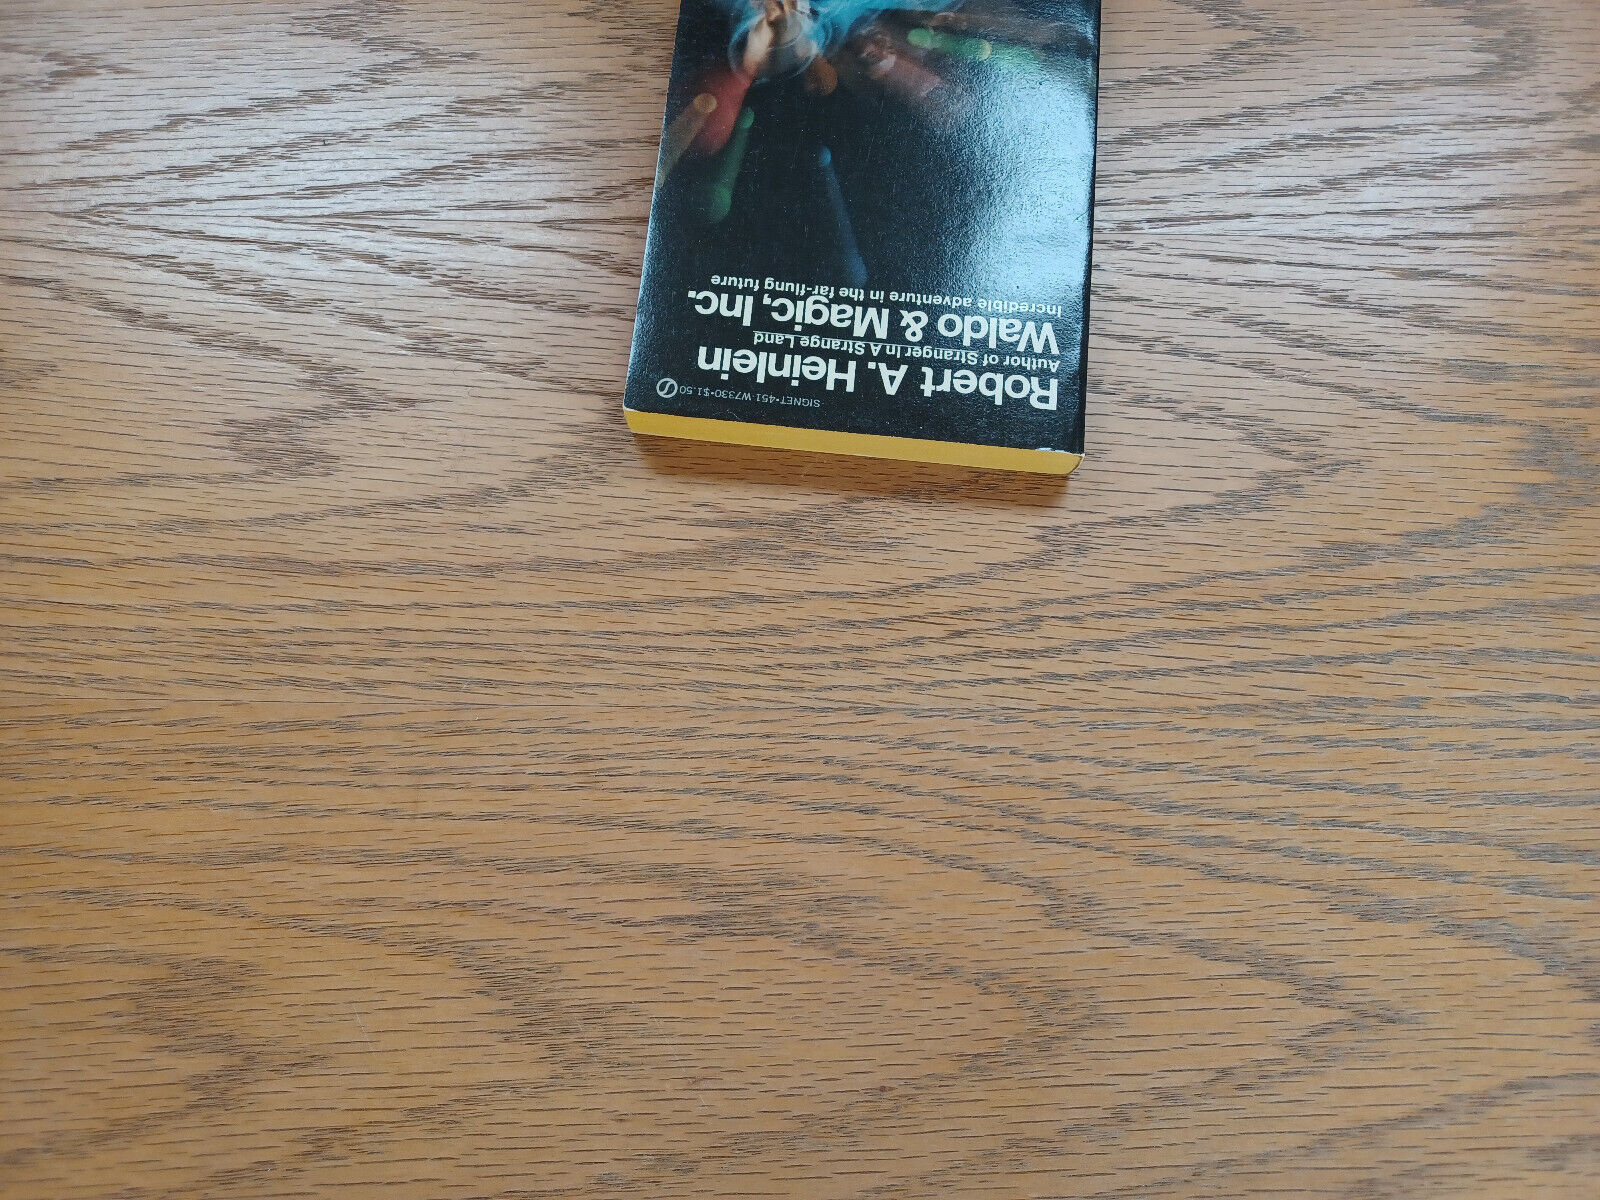 SIGNET•451-W7330•$1.50
Robert A. Heinlein
Author of Stranger In A Strange Land
Waldo & Magic, Inc.
Incredible adventure in the far-flung future